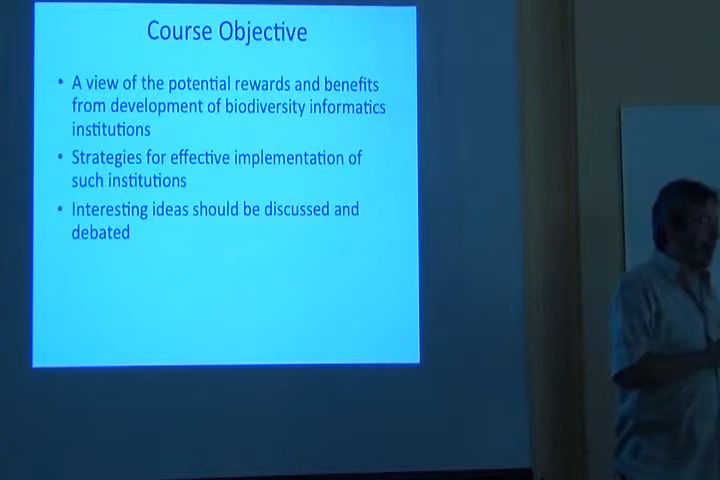 Course Objective
• A view of the potential rewards and benefits
from development of biodiversity informatics
institutions
• Strategies for effective implementation of
such institutions
• Interesting ideas should be discussed and
debated